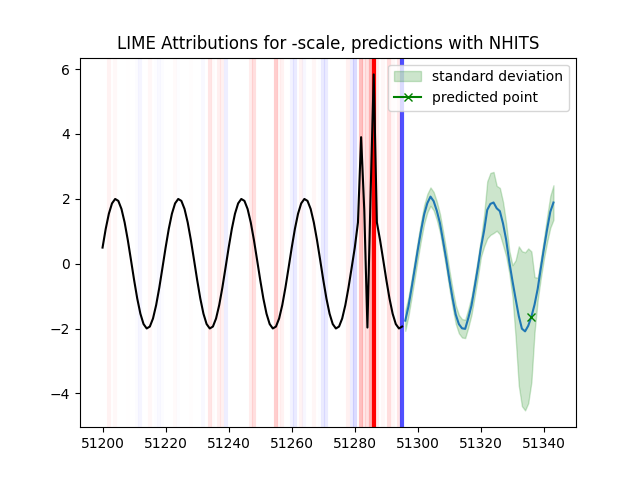 LIME Attributions for -scale, predictions with NHITS
standard deviation
predicted point
6
4
2
0
−2
−4
51200 51220 51240 51260 51280 51300 51320 51340